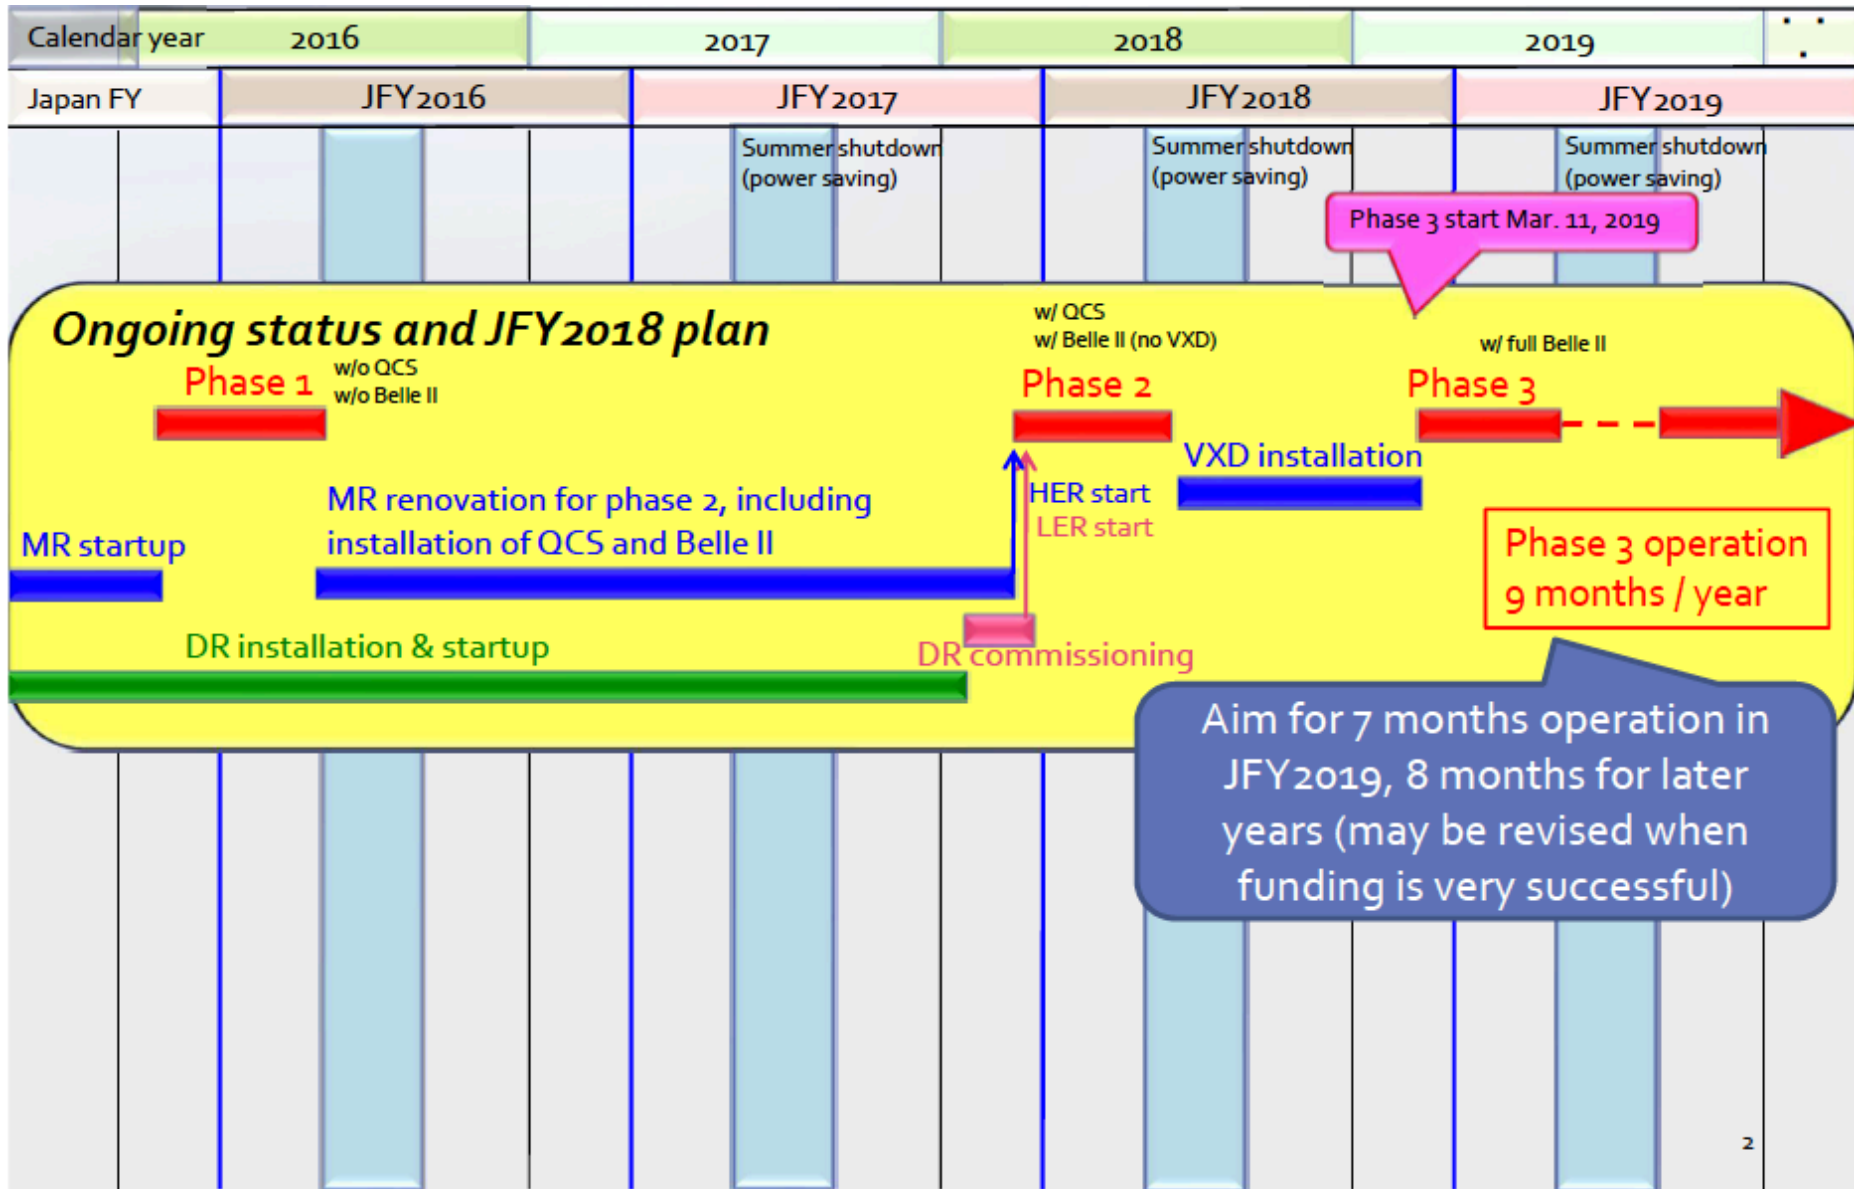 Calendar year
2016
2017
2018
2019
. . .
Japan FY
JFY2016
JFY2017
JFY2018
JFY2019
Summer shutdown
(power saving)
Summer shutdown
(power saving)
Summer shutdown
(power saving)
Phase 3 start Mar. 11, 2019
Ongoing status and JFY2018 plan
w/ QCS
w/ Belle II (no VXD)
w/ full Belle II
Phase 1
w/o QCS
w/o Belle II
Phase 2
Phase 3
VXD installation
MR startup
MR renovation for phase 2, including
installation of QCS and Belle II
HER start
LER start
Phase 3 operation
9 months / year
DR installation & startup
DR commissioning
Aim for 7 months operation in
JFY2019, 8 months for later
years (may be revised when
funding is very successful)
2